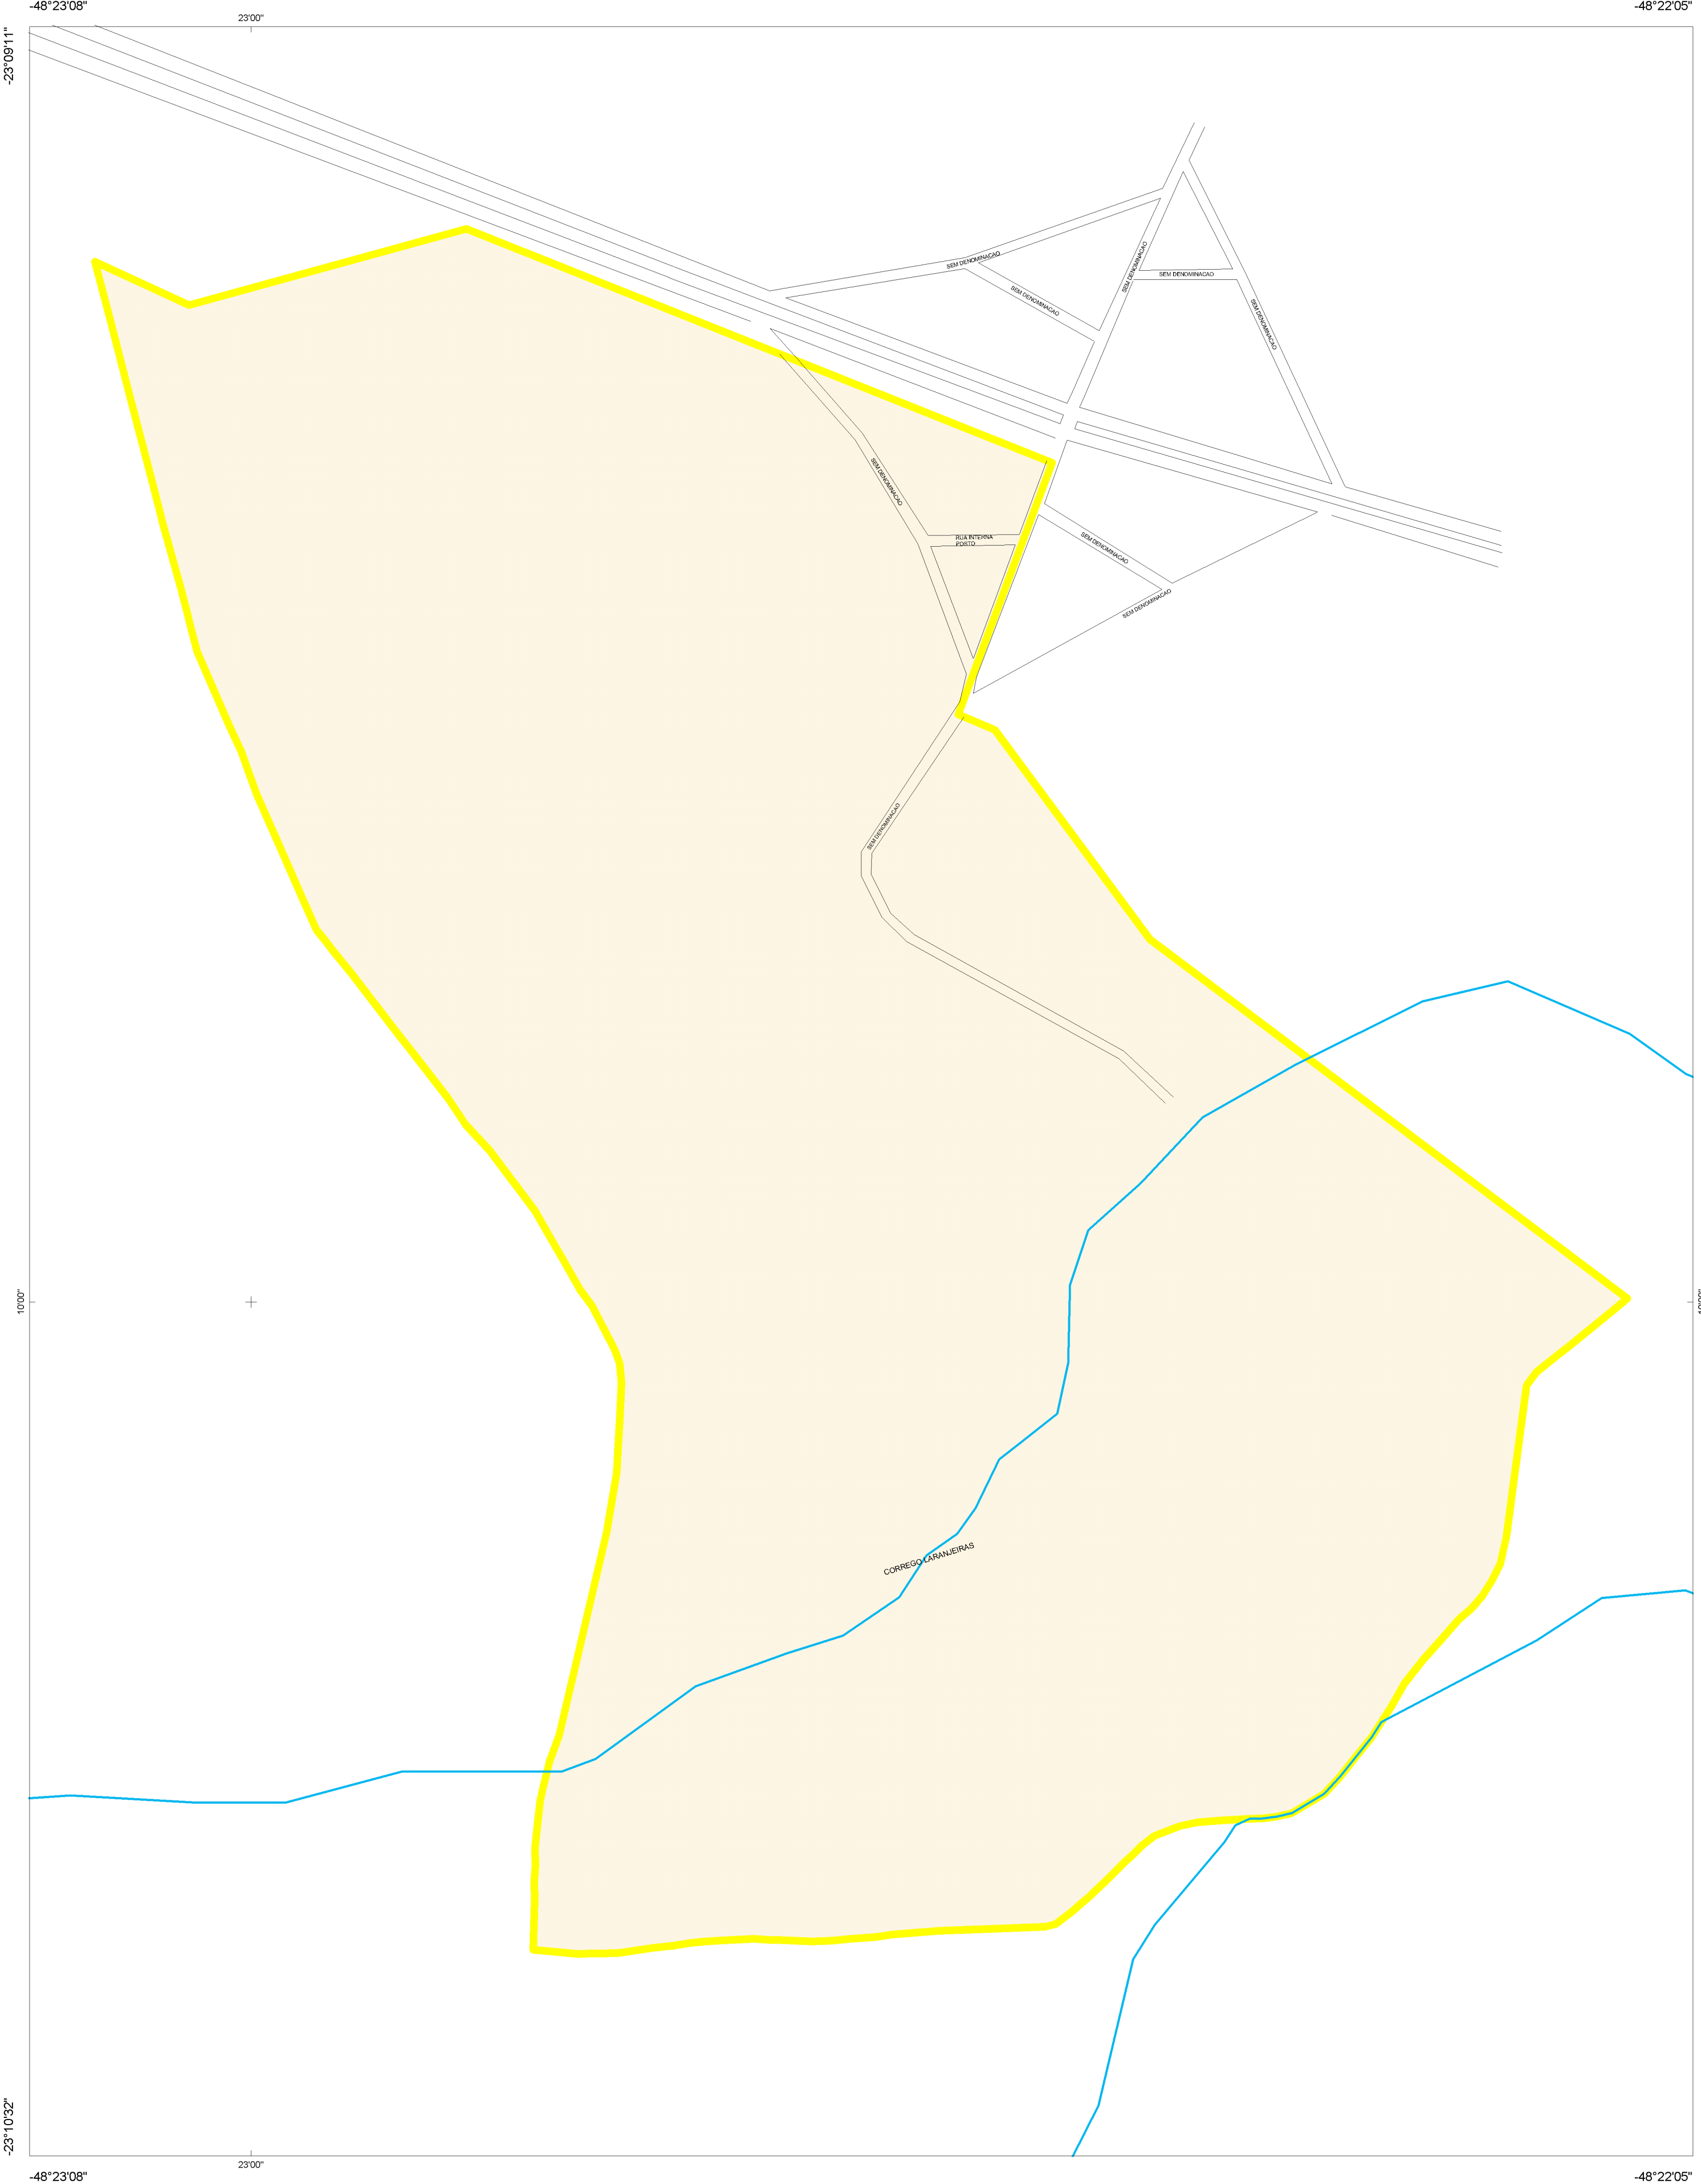 -48°23'08"
-48°22'05"
23'00"
-23°09'11"
SEM DENOMINACAO
SEM DENOMINACAO
SEM DENOMINACAO
SEM DENOMINACAO
SEM DENOMINACAO
SEM DENOMINACAO
RUA INTERNA
POSTO
SEM DENOMINACAO
SEM DENOMINACAO
SEM DENOMINACAO
10'00"
CORREGO LARANJEIRAS
-23°10'32"
23'00"
-48°23'08"
-48°22'05"